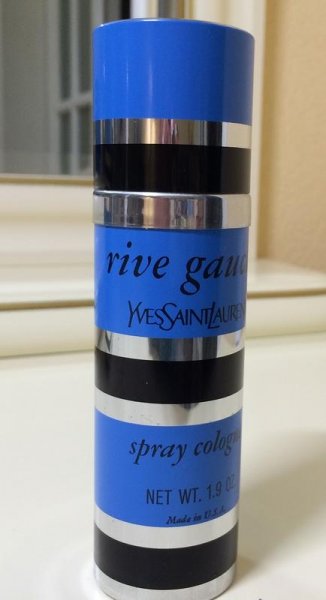 rive gauc
YVESSAINTLAUREN
spray cologn
NET WT. 1.9 OZ
Made in U.S.A.